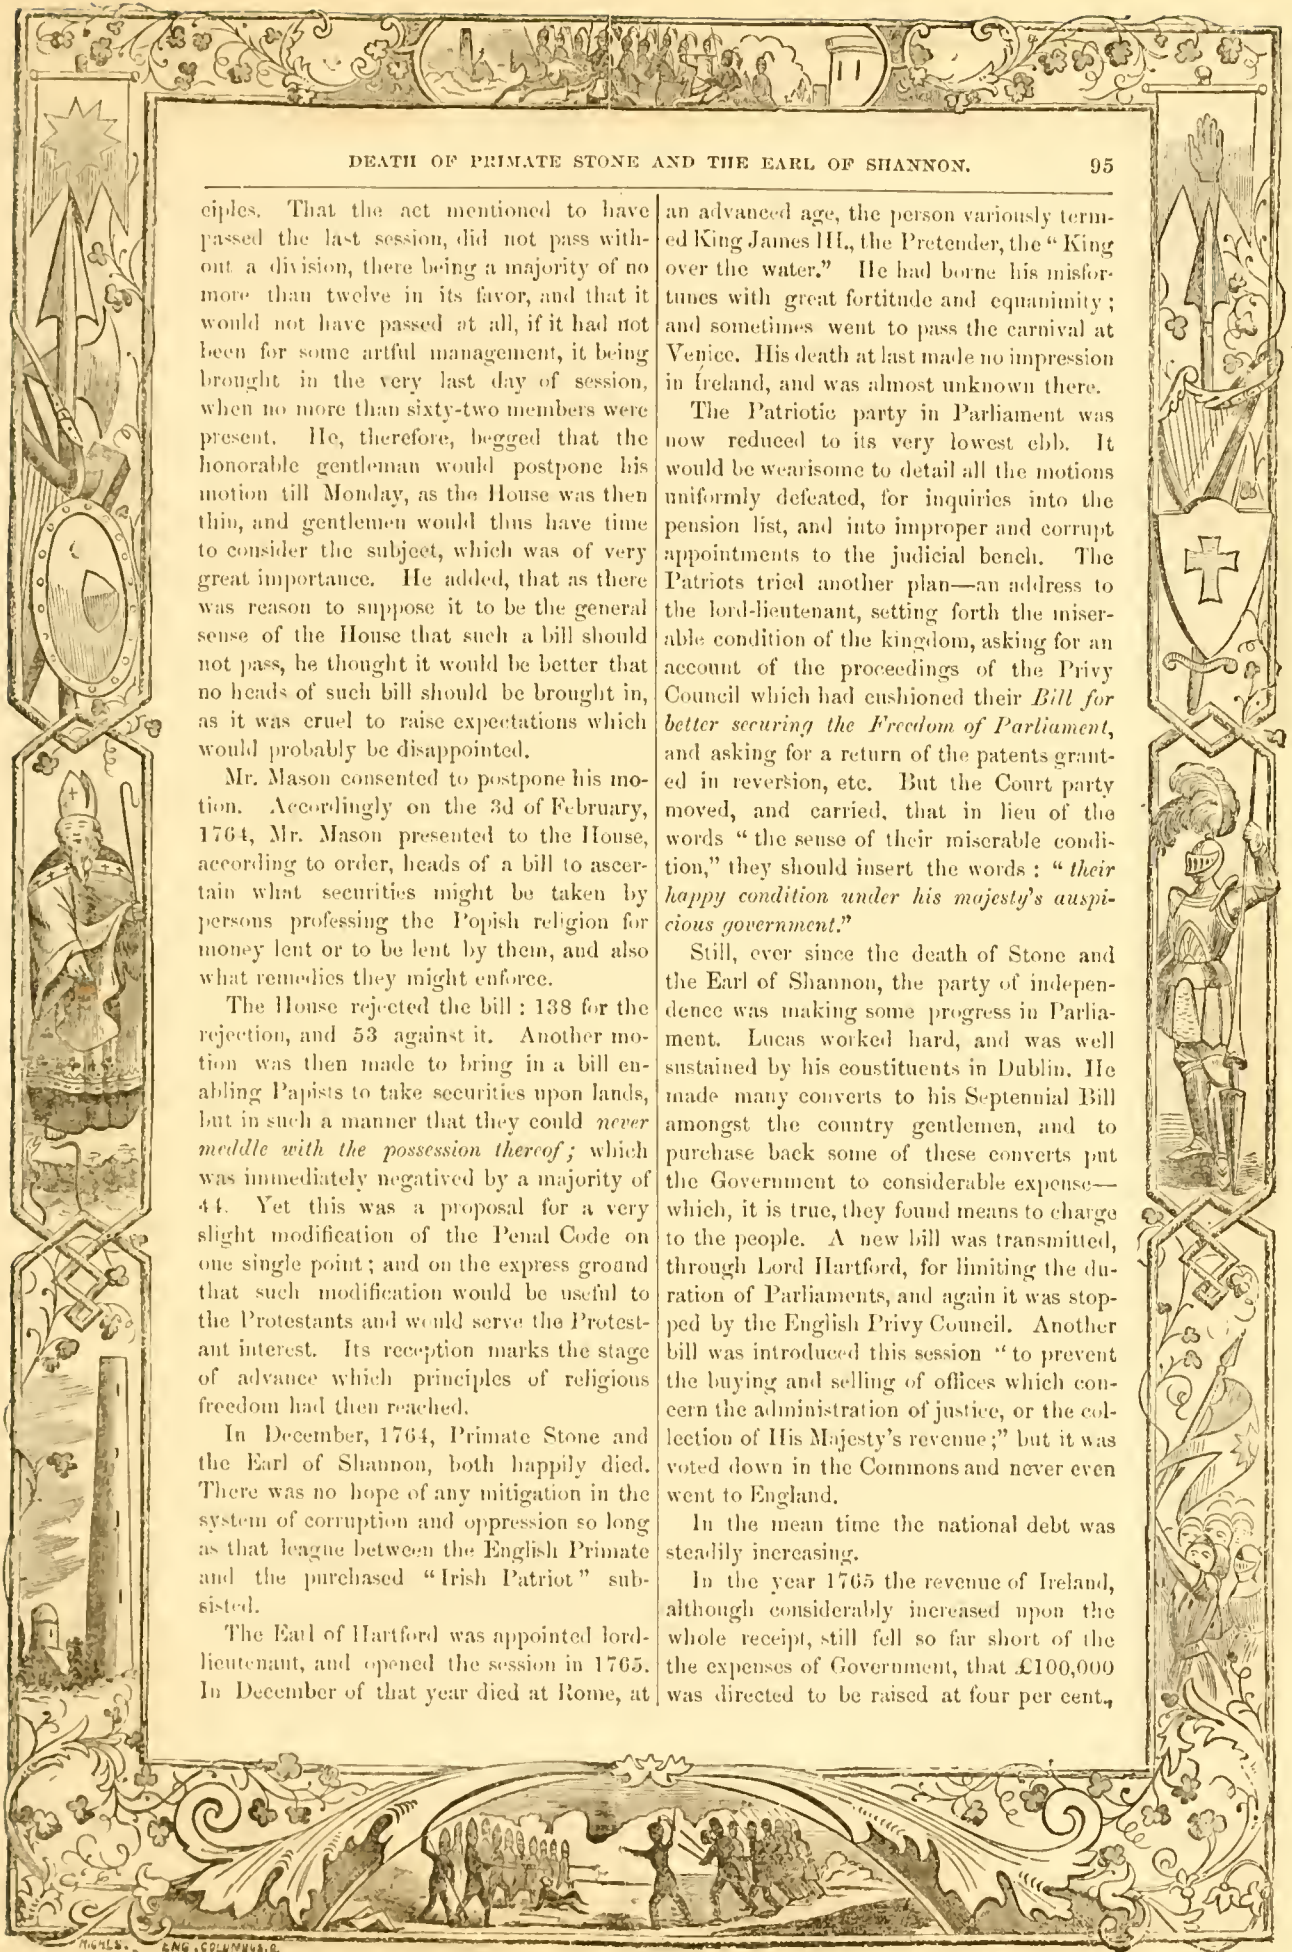 DEATH OF PRIMATE STONE AND THE EARL OF SHANNON. 95
ciples. That the act mentioned to have
passed the last session, did not pass with-
out a division, there being a majority of no
more than twelve in its favor, and that it
would not have passed at all, if it had not
been for some artful management, it being
brought in the very last day of session,
when no more than sixty-two members were
present. He, therefore, begged that the
honorable gentleman would postpone his
motion till Monday, as the House was then
thin, and gentlemen would thus have time
to consider the subject, which was of very
great importance. He added, that as there
was reason to suppose it to be the general
sense of the House that such a bill should
not pass, he thought it would be better that
no heads of such bill should be brought in,
as it was cruel to raise expectations which
would probably be disappointed.
Mr. Mason consented to postpone his mo-
tion. Accordingly on the 3d of February,
1764, Mr. Mason presented to the House,
according to order, heads of a bill to ascer-
tain what securities might be taken by
persons professing the Popish religion for
money lent or to be lent by them, and also
what remedies they might enforce.
The House rejected the bill : 138 for the
rejection, and 53 against it. Another mo-
tion was then made to bring in a bill en-
abling Papists to take securities upon lands,
but in such a manner that they could never
meddle with the possession thereof; which
was immediately negatived by a majority of
44. Yet this was a proposal for a very
slight modification of the Penal Code on
one single point ; and on the express ground
that such modification would be useful to
the Protestants and would serve the Protest-
ant interest. Its reception marks the stage
of advance which principles of religious
freedom had then reached.
In December, 1764, Primate Stone and
the Earl of Shannon, both happily died.
There was no hope of any mitigation in the
system of corruption and oppression so long
as that league between the English Primate
and the purchased "Irish Patriot" sub-
sisted.
The Earl of Hartford was appointed lord-
lieutenant, and opened the session in 1765.
In December of that year died at Rome, at
an advanced age, the person variously term-
ed King James III., the Pretender, the "King
over the water." He had borne his misfor-
tunes with great fortitude and equanimity ;
and sometimes went to pass the carnival at
Venice. His death at last made no impression
in Ireland, and was almost unknown there.
The Patriotic party in Parliament was
now reduced to its very lowest ebb. It
would be wearisome to detail all the motions
uniformly defeated, for inquiries into the
pension list, and into improper and corrupt
appointments to the judicial bench. The
Patriots tried another plan—an address to
the lord-lieutenant, setting forth the miser-
able condition of the kingdom, asking for an
account of the proceedings of the Privy
Council which had cushioned their Bill for
better securing the Freedom of Parliament,
and asking for a return of the patents grant-
ed in reversion, etc. But the Court party
moved, and carried, that in lieu of the
words "the sense of their miserable condi-
tion," they should insert the words : "their
happy condition under his majesty's auspi-
cious government."
Still, ever since the death of Stone and
the Earl of Shannon, the party of indepen-
dence was making some progress in Parlia-
ment. Lucas worked hard, and was well
sustained by his constituents in Dublin. He
made many converts to his Septennial Bill
amongst the country gentlemen, and to
purchase back some of these converts put
the Government to considerable expense—
which, it is true, they found means to charge
to the people. A new bill was transmitted,
through Lord Hartford, for limiting the du-
ration of Parliaments, and again it was stop-
ped by the English Privy Council. Another
bill was introduced this session "to prevent
the buying and selling of offices which con-
cern the administration of justice, or the col-
lection of His Majesty's revenue ;" but it was
voted down in the Commons and never even
went to England.
In the mean time the national debt was
steadily increasing.
In the year 1765 the revenue of Ireland,
although considerably increased upon the
whole receipt, still fell so far short of the
the expenses of Government, that £100,000
was directed to be raised at four per cent.,
ENG. COLUMBUS.O.